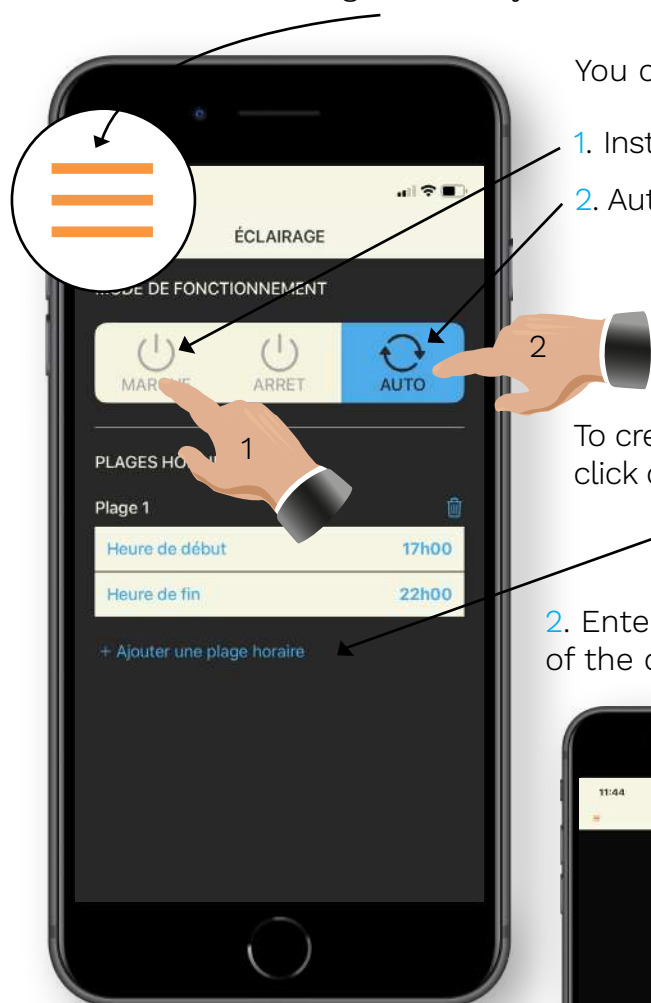 You
1. Inst
2. Aut
ÉCLAIRAGE
DE FONCTIONNEMENT
ARRET
AUTO
2
1
To cre
click
PLAGES
Plage 1
Heure de début 17h00
Heure de fin 22h00
+ Ajouter une plage horaire
2. Ente
of the
11:44